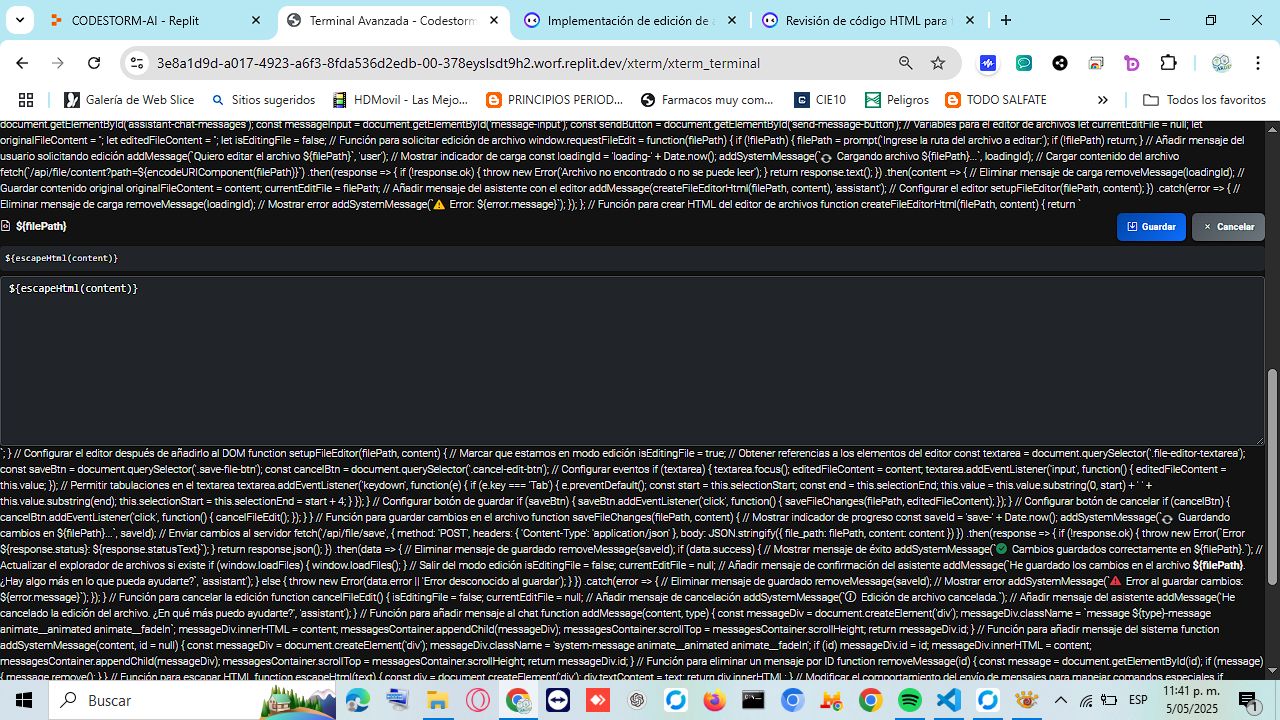 CODESTORM-AI - Replit
Terminal Avanzada - Codestorm
Implementación de edición de
Revisión de código HTML para
3e8a1d9d-a017-4923-a6f3-8fda536d2edb-00-378iyslsdt9h2.worf.replit.dev/xterm/xterm_terminal
Galería de Web Slice
Sitios sugeridos
HDMovil - Las Mejo...
PRINCIPIES PERIOD...
Farmacos muy com...
CIE10
Peligros
TODO SALFATE
Todos los favoritos
document.getElementById('assistant-chat-messages'); const messageInput = document.getElementById('message-input'); const sendButton = document.getElementById('send-message-button'); // Variables para el editor de archivos let currentEditFile = null; let
originalFileContent = ''; let editedFileContent = ''; let isEditingFile = false; // Función para solicitar edición de archivo window.requestFileEdit = function(filePath) { if (!filePath) { filePath = prompt('Ingrese la ruta del archivo a editar:'); if (!filePath) return; } // Añadir mensaje del
usuario solicitando edición addMessage(`Quiero editar el archivo ${filePath}`, 'user'); // Mostrar indicador de carga const loadingId = 'loading-' + Date.now(); addSystemMessage(` Cargando archivo ${filePath}...`, loadingId); // Cargar contenido del archivo
fetch(`/api/file/content?path=${encodeURIComponent(filePath)}`) .then(response => { if (!response.ok) { throw new Error('Archivo no encontrado o no se puede leer'); } return response.text(); }) .then(content => { // Eliminar mensaje de carga removeMessage(loadingId); //
Guardar contenido original originalFileContent = content; currentEditFile = filePath; // Añadir mensaje del asistente con el editor addMessage(createFileEditorHtml(filePath, content), 'assistant'); // Configurar el editor setupFileEditor(filePath, content); }) .catch(error => { //
Eliminar mensaje de carga removeMessage(loadingId); // Mostrar error addSystemMessage(` Error: ${error.message}`); }); }; // Función para crear HTML del editor de archivos function createFileEditorHtml(filePath, content) { return `
${filePath}
Guardar
Cancelar
${escapeHtml(content)}
${escapeHtml(content)}
`; } // Configurar el editor después de añadirlo al DOM function setupFileEditor(filePath, content) { // Marcar que estamos en modo edición isEditingFile = true; // Obtener referencias a los elementos del editor const textarea = document.querySelector('.file-editor-textarea');
const saveBtn = document.querySelector('.save-file-btn'); const cancelBtn = document.querySelector('.cancel-edit-btn'); // Configurar eventos if (textarea) { textarea.focus(); editedFileContent = content; textarea.addEventListener('input', function() { editedFileContent =
this.value; }); // Permitir tabulaciones en el textarea textarea.addEventListener('keydown', function(e) { if (e.key === 'Tab') { e.preventDefault(); const start = this.selectionStart; const end = this.selectionEnd; this.value = this.value.substring(0, start) + ' ' +
this.value.substring(end); this.selectionStart = this.selectionEnd = start + 4; } }); } // Configurar botón de guardar if (saveBtn) { saveBtn.addEventListener('click', function() { saveFileChanges(filePath, editedFileContent); }); } // Configurar botón de cancelar if (cancelBtn) {
cancelBtn.addEventListener('click', function() { cancelFileEdit(); }); } } // Función para guardar cambios en el archivo function saveFileChanges(filePath, content) { // Mostrar indicador de progreso const saveId = 'save-' + Date.now(); addSystemMessage(` Guardando
cambios en ${filePath}...`, saveId); // Enviar cambios al servidor fetch('/api/file/save', { method: 'POST', headers: { 'Content-Type': 'application/json' }, body: JSON.stringify({ file_path: filePath, content: content }) }) .then(response => { if (!response.ok) { throw new Error(`Error
${response.status}: ${response.statusText}`); } return response.json(); }) .then(data => { // Eliminar mensaje de guardado removeMessage(saveId); if (data.success) { // Mostrar mensaje de éxito addSystemMessage(` Cambios guardados correctamente en ${filePath}.`); //
Actualizar el explorador de archivos si existe if (window.loadFiles) { window.loadFiles(); } // Salir del modo edición isEditingFile = false; currentEditFile = null; // Añadir mensaje de confirmación del asistente addMessage(`He guardado los cambios en el archivo ${filePath}.
¿Hay algo más en lo que pueda ayudarte?`, 'assistant'); } else { throw new Error(data.error || 'Error desconocido al guardar'); } }) .catch(error => { // Eliminar mensaje de guardado removeMessage(saveId); // Mostrar error addSystemMessage(` Error al guardar cambios:
${error.message}`); }); } // Función para cancelar la edición function cancelFileEdit() { isEditingFile = false; currentEditFile = null; // Añadir mensaje de cancelación addSystemMessage(' Edición de archivo cancelada.'); // Añadir mensaje del asistente addMessage('He
cancelado la edición del archivo. ¿En qué más puedo ayudarte?', 'assistant'); } // Función para añadir mensaje al chat function addMessage(content, type) { const messageDiv = document.createElement('div'); messageDiv.className = `message ${type}-message
animate__animated animate__fadeIn`; messageDiv.innerHTML = content; messagesContainer.appendChild(messageDiv); messagesContainer.scrollTop = messagesContainer.scrollHeight; return messageDiv.id; } // Función para añadir mensaje del sistema function
addSystemMessage(content, id = null) { const messageDiv = document.createElement('div'); messageDiv.className = 'system-message animate__animated animate__fadeIn'; if (id) messageDiv.id = id; messageDiv.innerHTML = content;
messagesContainer.appendChild(messageDiv); messagesContainer.scrollTop = messagesContainer.scrollHeight; return messageDiv.id; } // Función para eliminar un mensaje por ID function removeMessage(id) { const message = document.getElementById(id); if (message)
{ message.remove(); } } // Función para escapar HTML function escapeHtml(text) { const div = document.createElement('div'); div.textContent = text; return div.innerHTML; } // Modificar el comportamiento del envío de mensajes para manejar comandos especiales if
Buscar
ESP
11:41 p. m.
5/05/2025
1